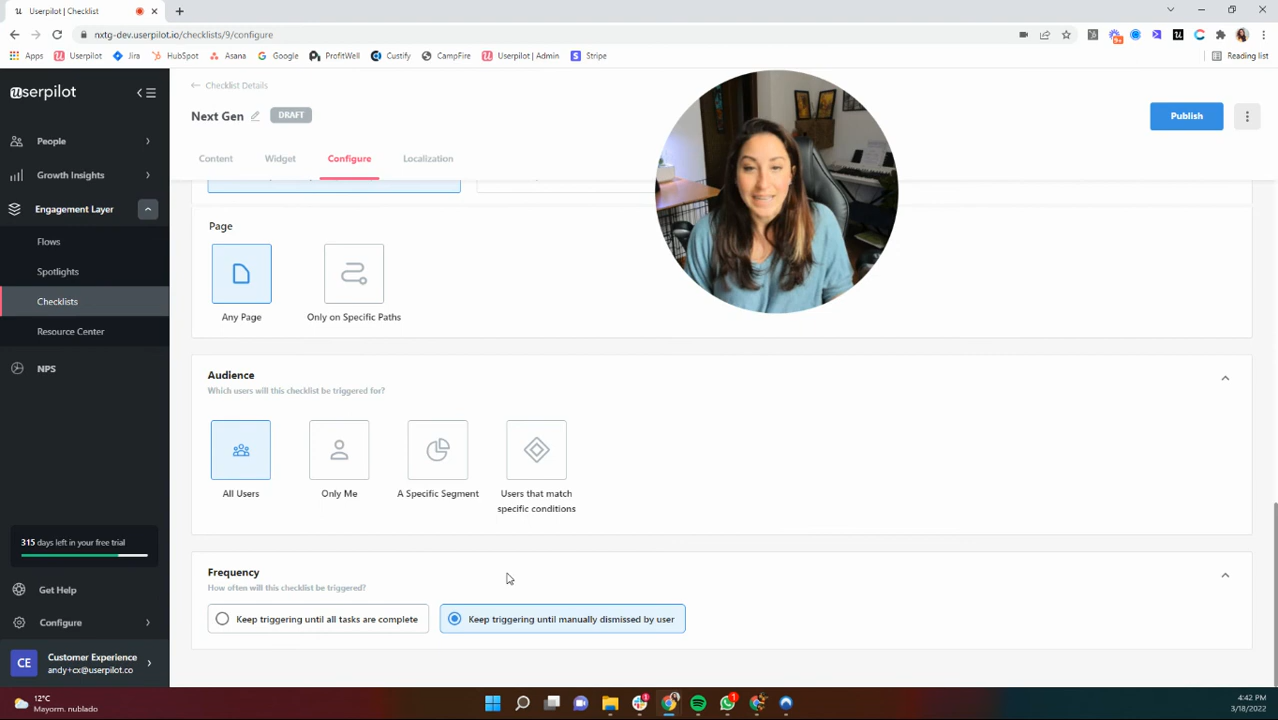 Userpilot | Checklist
nxtg-dev.userpilot.io/checklists/9/configure
Apps Userpilot Jira HubSpot Asana Google ProfitWell Custify CampFire Userpilot | Admin Stripe Reading list
userpilot
Checklist Details
Next Gen DRAFT Publish
People
Content Widget Configure Localization
Growth Insights
Engagement Layer
Page
Flows
Spotlights
Checklists
Any Page Only on Specific Paths
Resource Center
NPS
Audience
Which users will this checklist be triggered for?
All Users Only Me A Specific Segment Users that match
specific conditions
315 days left in your free trial
Frequency
How often will this checklist be triggered?
Get Help
Keep triggering until all tasks are complete Keep triggering until manually dismissed by user
Configure
CE Customer Experience
andy+cx@userpilot.co
12°C
Mayorm. nublado
4:42 PM
3/18/2022